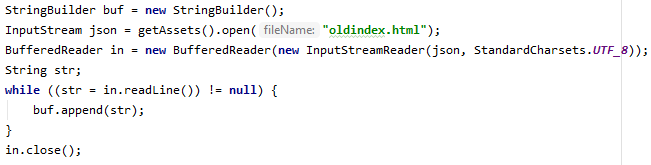 StringBuilder buf = new StringBuilder();
InputStream json = getAssets().open( fileName: "oldindex.html");
BufferedReader in = new BufferedReader(new InputStreamReader(json, StandardCharsets.UTF_8));
String str;
while ((str = in.readLine()) != null) {
    buf.append(str);
}
in.close();